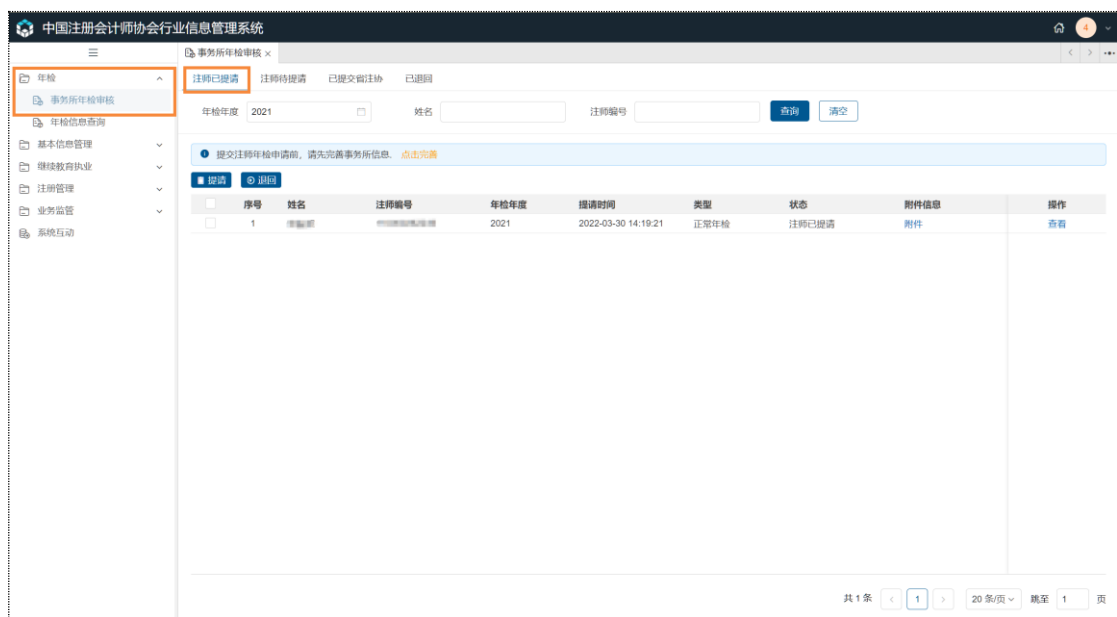 中国注册会计师协会行业信息管理系统
4
事务所年检审核 ×
年检
事务所年检审核
年检信息查询
基本信息管理
继续教育执业
注册管理
业务监管
系统互动
注师已提请 注师待提请 已提交省注协 已退回
年检年度 2021 姓名 注师编号 查询 清空
提交注师年检申请前，请先完善事务所信息. 点击完善
提请 退回
序号 姓名 注师编号 年检年度 提请时间 类型 状态 附件信息 操作
1 2021 2022-03-30 14:19:21 正常年检 注师已提请 附件 查看
共 1 条 < 1 > 20 条/页 跳至 1 页